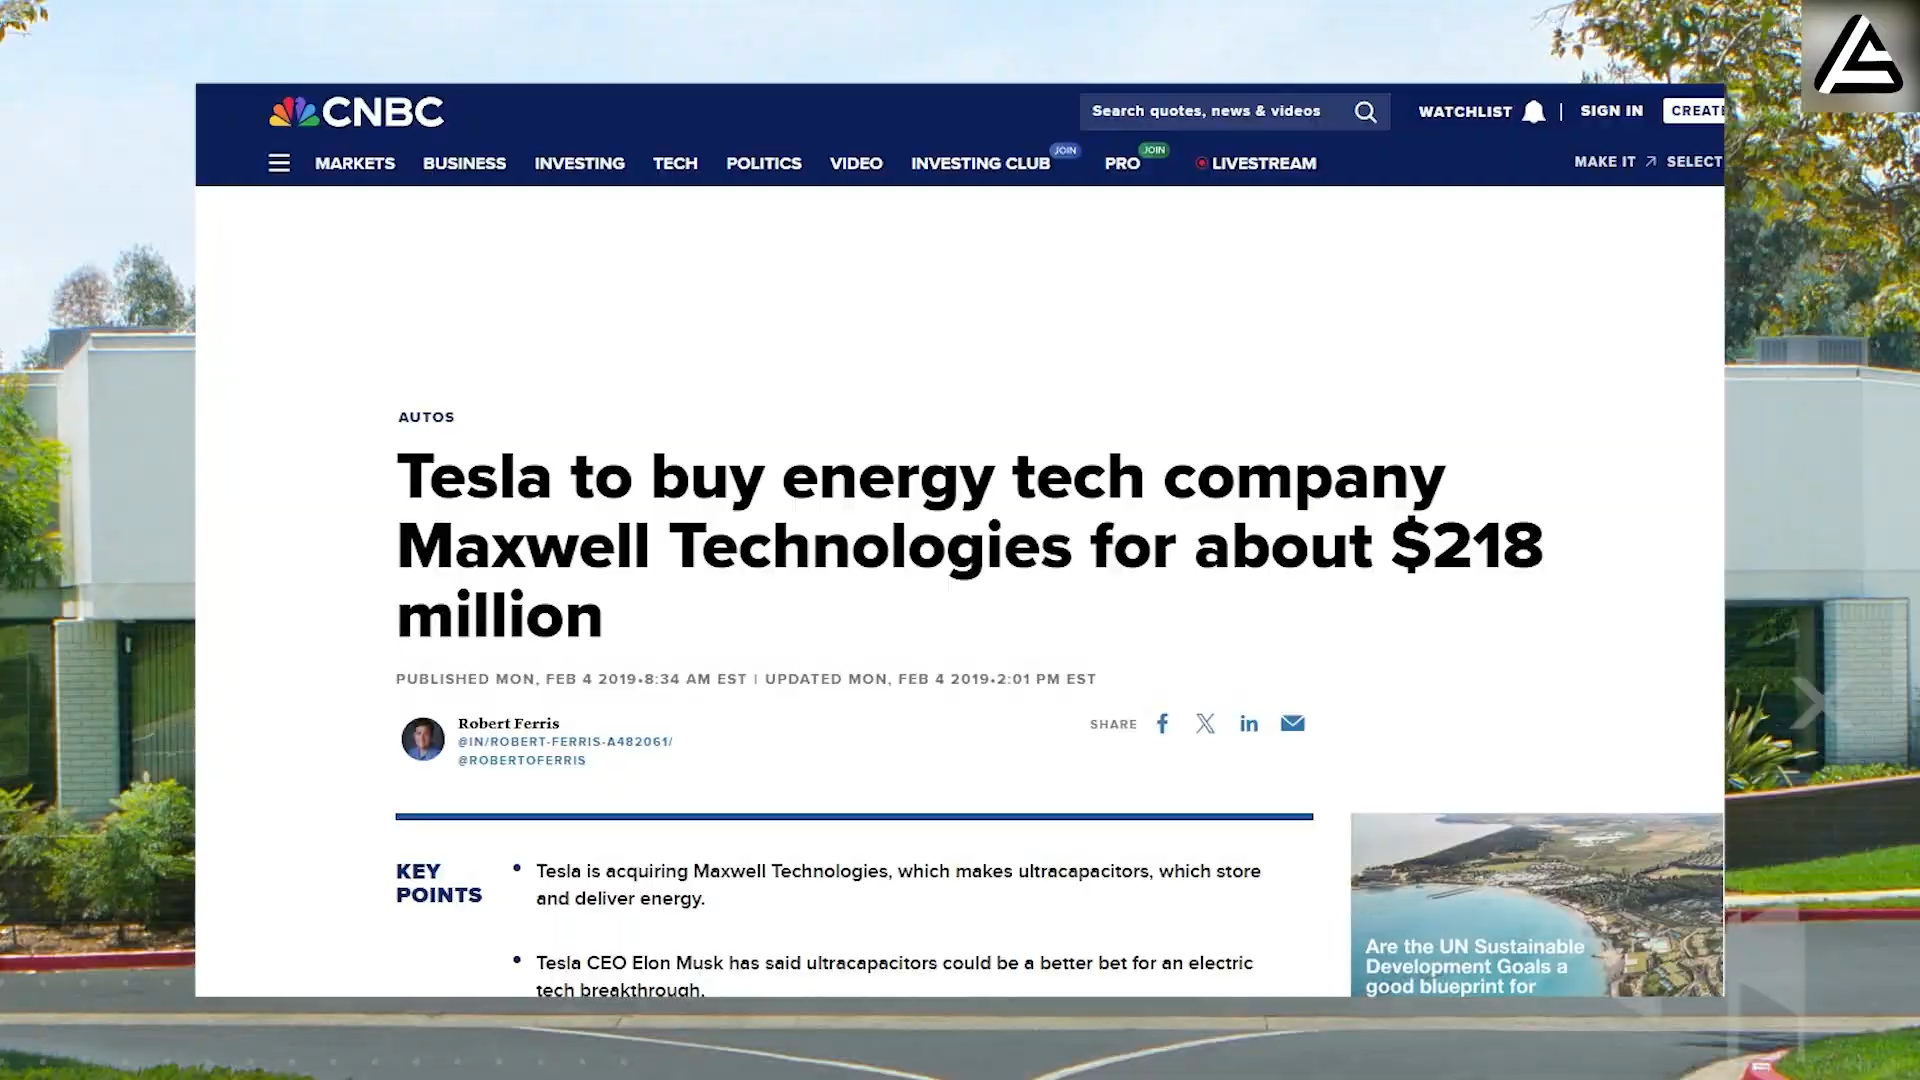 CNBC
Search quotes, news & videos
WATCHLIST
SIGN IN
CREATE
MARKETS
BUSINESS
INVESTING
TECH
POLITICS
VIDEO
INVESTING CLUB JOIN
PRO JOIN
LIVESTREAM
MAKE IT
SELECT
AUTOS
Tesla to buy energy tech company
Maxwell Technologies for about $218
million
PUBLISHED MON, FEB 4 2019•8:34 AM EST | UPDATED MON, FEB 4 2019•2:01 PM EST
Robert Ferris
@IN/ROBERT-FERRIS-A482061/
@ROBERTOFERRIS
SHARE
KEY
POINTS
• Tesla is acquiring Maxwell Technologies, which makes ultracapacitors, which store
and deliver energy.
• Tesla CEO Elon Musk has said ultracapacitors could be a better bet for an electric
tech breakthrough.
Are the UN Sustainable
Development Goals a
good blueprint for